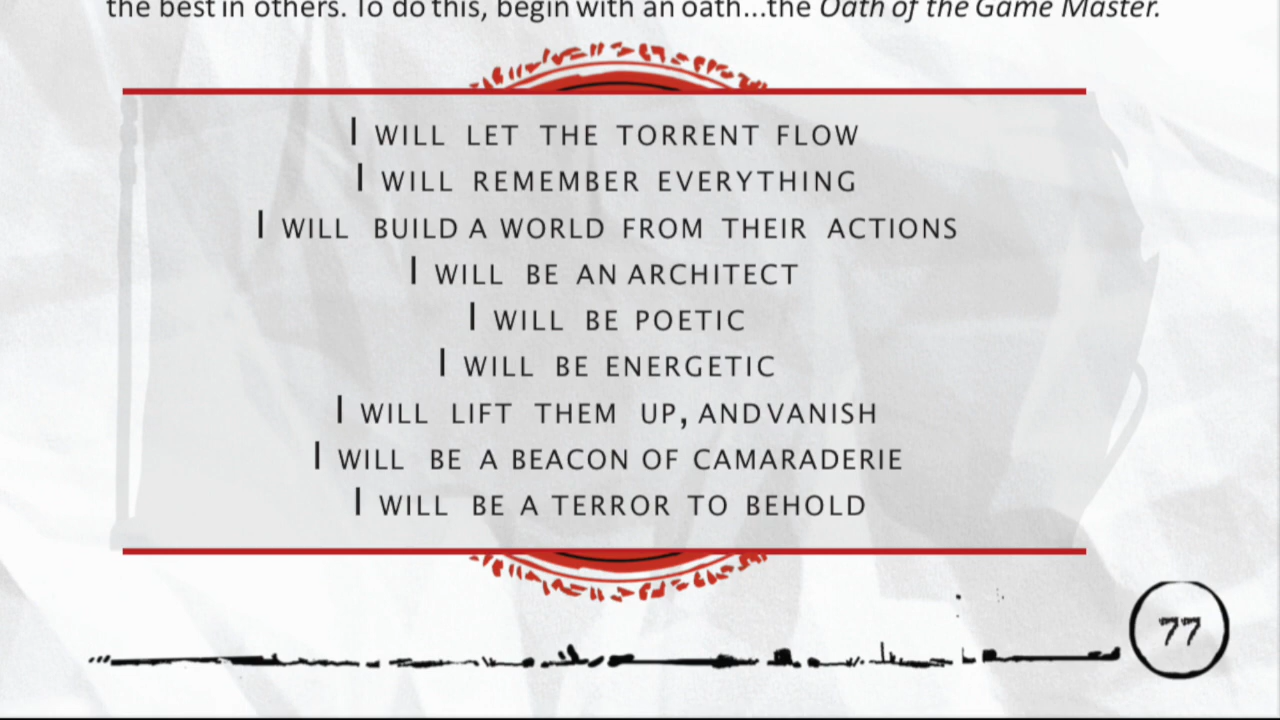 the best in others. To do this, begin with an oath...the Oath of the Game Master.
I WILL LET THE TORRENT FLOW
I WILL REMEMBER EVERYTHING
I WILL BUILD A WORLD FROM THEIR ACTIONS
I WILL BE AN ARCHITECT
I WILL BE POETIC
I WILL BE ENERGETIC
I WILL LIFT THEM UP, AND VANISH
I WILL BE A BEACON OF CAMARADERIE
I WILL BE A TERROR TO BEHOLD
77